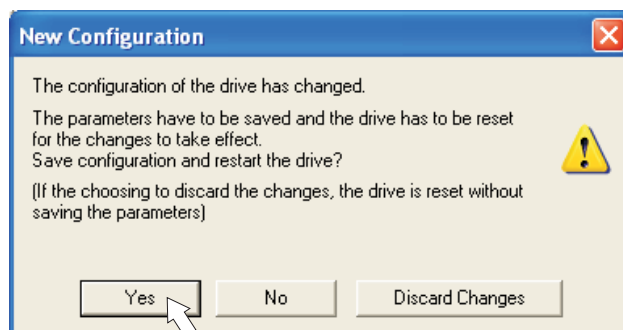 New Configuration
The configuration of the drive has changed.
The parameters have to be saved and the drive has to be reset
for the changes to take effect.
Save configuration and restart the drive?
(If the choosing to discard the changes, the drive is reset without
saving the parameters)
Yes No Discard Changes